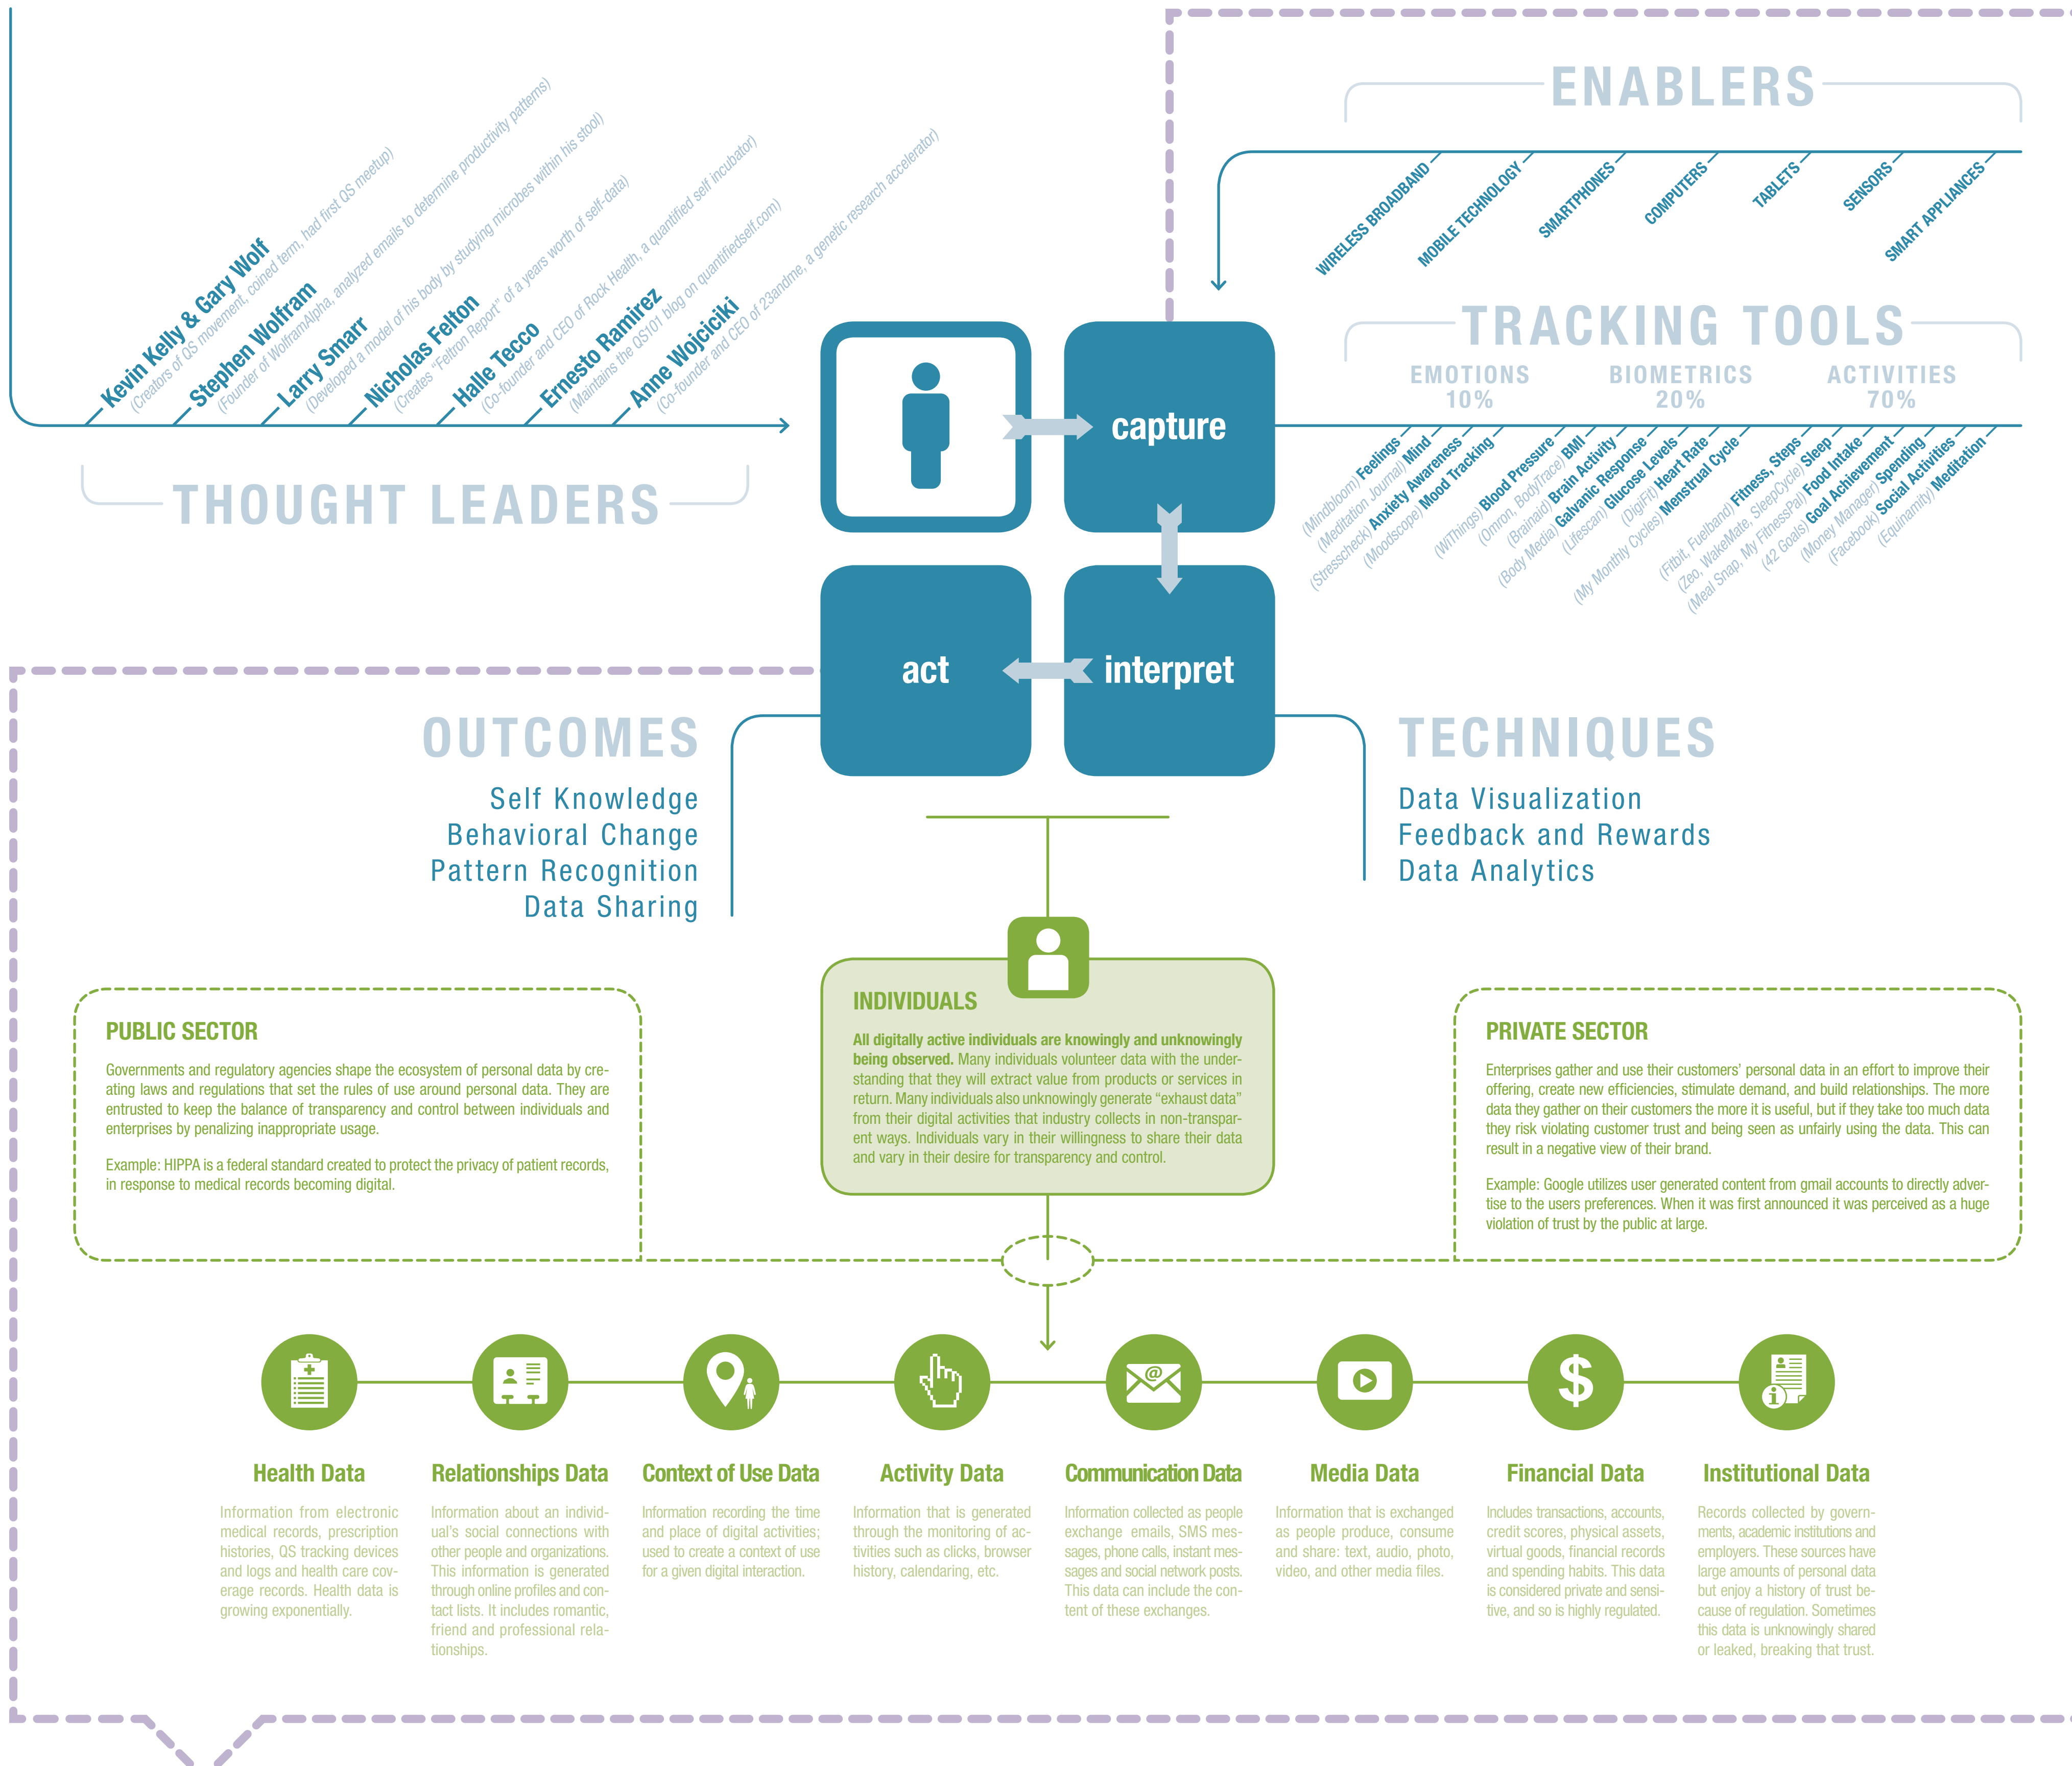 Kevin Kelly & Gary Wolf
(Creators of QS movement, coined term, had first QS meetup)
Stephen Wolfram
(Founder of WolframAlpha, analyzed emails to determine productivity patterns)
Larry Smarr
(Developed a model of his body by studying microbes within his stool)
Nicholas Felton
(Creates "Feltron Report" of a years worth of self-data)
Halle Tecco
(Co-founder and CEO of Rock Health, a quantified self incubator)
Ernesto Ramirez
(Maintains the QS101 blog on quantifiedself.com)
Anne Wojciciki
(Co-founder and CEO of 23andme, a genetic research accelerator)
THOUGHT LEADERS
ENABLERS
WIRELESS BROADBAND
MOBILE TECHNOLOGY
SMARTPHONES
COMPUTERS
TABLETS
SENSORS
SMART APPLIANCES
TRACKING TOOLS
EMOTIONS
10%
BIOMETRICS
20%
ACTIVITIES
70%
(Mindbloom) Feelings
(Meditation Journal) Mind
(Stresscheck) Anxiety Awareness
(Moodscope) Mood Tracking
(WiThings) Blood Pressure
(Omron, BodyTrace) BMI
(Brainaid) Brain Activity
(Body Media) Galvanic Response
(Lifescan) Glucose Levels
(DigiFit) Heart Rate
(My Monthly Cycles) Menstrual Cycle
(Fitbit, Fuelband) Fitness, Steps
(Zeo, WakeMate, SleepCycle) Sleep
(Meal Snap, My FitnessPal) Food Intake
(42 Goals) Goal Achievement
(Money Manager) Spending
(Facebook) Social Activities
(Equinamity) Meditation
capture
act
interpret
OUTCOMES
Self Knowledge
Behavioral Change
Pattern Recognition
Data Sharing
TECHNIQUES
Data Visualization
Feedback and Rewards
Data Analytics
PUBLIC SECTOR
Governments and regulatory agencies shape the ecosystem of personal data by cre-
ating laws and regulations that set the rules of use around personal data. They are
entrusted to keep the balance of transparency and control between individuals and
enterprises by penalizing inappropriate usage.
Example: HIPPA is a federal standard created to protect the privacy of patient records,
in response to medical records becoming digital.
INDIVIDUALS
All digitally active individuals are knowingly and unknowingly
being observed. Many individuals volunteer data with the under-
standing that they will extract value from products or services in
return. Many individuals also unknowingly generate "exhaust data"
from their digital activities that industry collects in non-transpar-
ent ways. Individuals vary in their willingness to share their data
and vary in their desire for transparency and control.
PRIVATE SECTOR
Enterprises gather and use their customers' personal data in an effort to improve their
offering, create new efficiencies, stimulate demand, and build relationships. The more
data they gather on their customers the more it is useful, but if they take too much data
they risk violating customer trust and being seen as unfairly using the data. This can
result in a negative view of their brand.
Example: Google utilizes user generated content from gmail accounts to directly adver-
tise to the users preferences. When it was first announced it was perceived as a huge
violation of trust by the public at large.
@
$
i
Health Data
Information from electronic
medical records, prescription
histories, QS tracking devices
and logs and health care cov-
erage records. Health data is
growing exponentially.
Relationships Data
Information about an individ-
ual's social connections with
other people and organizations.
This information is generated
through online profiles and con-
tact lists. It includes romantic,
friend and professional rela-
tionships.
Context of Use Data
Information recording the time
and place of digital activities;
used to create a context of use
for a given digital interaction.
Activity Data
Information that is generated
through the monitoring of ac-
tivities such as clicks, browser
history, calendaring, etc.
Communication Data
Information collected as people
exchange emails, SMS mes-
sages, phone calls, instant mes-
sages and social network posts.
This data can include the con-
tent of these exchanges.
Media Data
Information that is exchanged
as people produce, consume
and share: text, audio, photo,
video, and other media files.
Financial Data
Includes transactions, accounts,
credit scores, physical assets,
virtual goods, financial records
and spending habits. This data
is considered private and sensi-
tive, and so is highly regulated.
Institutional Data
Records collected by govern-
ments, academic institutions and
employers. These sources have
large amounts of personal data
but enjoy a history of trust be-
cause of regulation. Sometimes
this data is unknowingly shared
or leaked, breaking that trust.